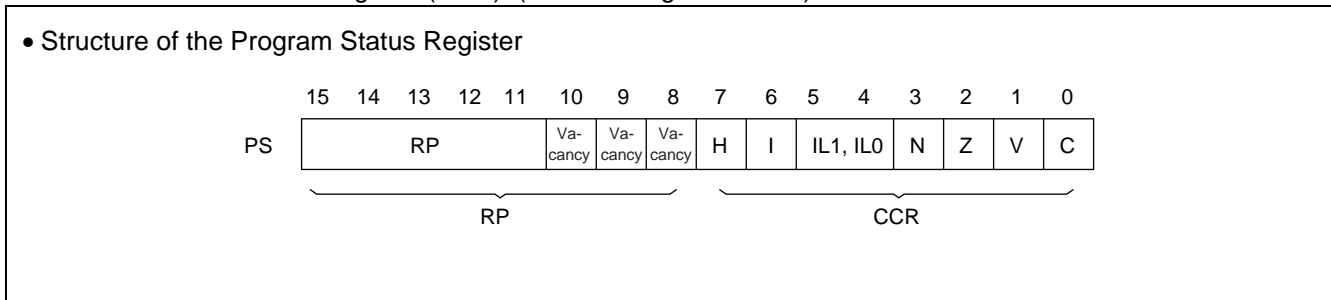 • Structure of the Program Status Register
15 14 13 12 11 10 9 8 7 6 5 4 3 2 1 0
PS RP Va-cancy Va-cancy Va-cancy H I IL1, IL0 N Z V C
RP CCR